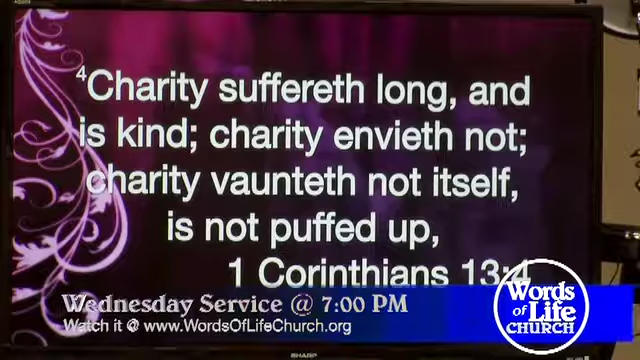 ⁴Charity suffereth long, and
is kind; charity envieth not;
charity vaunteth not itself,
is not puffed up,
1 Corinthians 13:4
Wednesday Service @ 7:00 PM
Watch it @ www.WordsOfLifeChurch.org
Words
of Life
CHURCH
SHARP